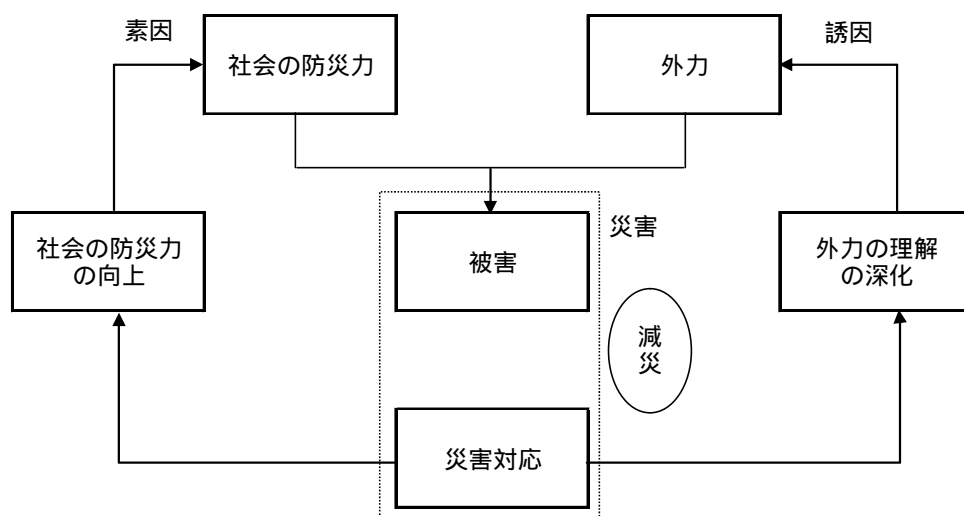 素因
社会の防災力
外力
誘因
社会の防災力
の向上
被害
災害
外力の理解
の深化
減
災
災害対応